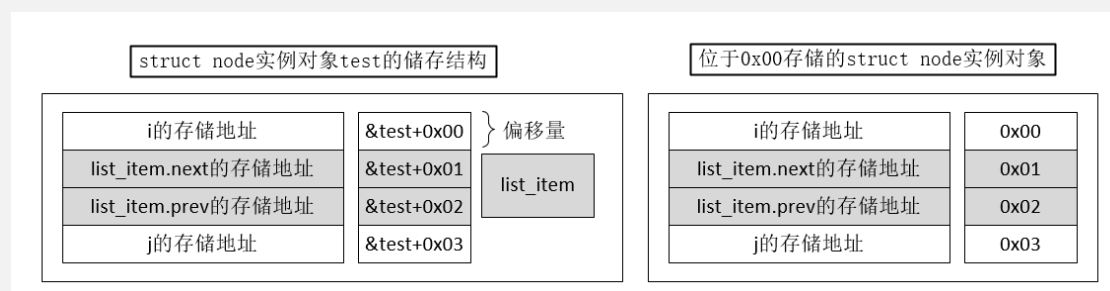 struct node实例对象test的储存结构
i的存储地址 &test+0x00 偏移量
list_item.next的存储地址 &test+0x01
list_item
list_item.prev的存储地址 &test+0x02
j的存储地址 &test+0x03
位于0x00存储的struct node实例对象
i的存储地址 0x00
list_item.next的存储地址 0x01
list_item.prev的存储地址 0x02
j的存储地址 0x03